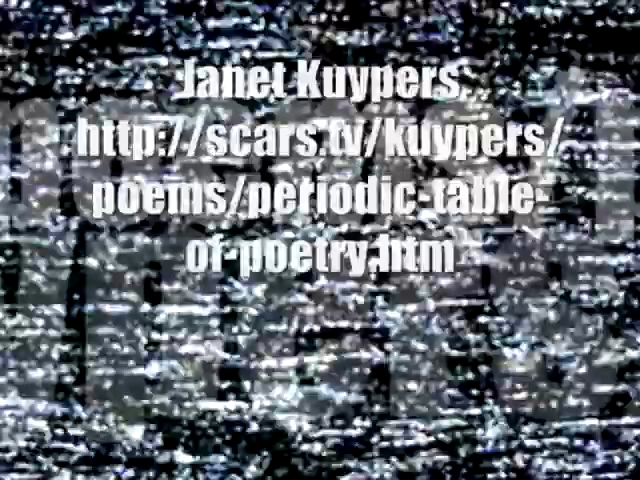 Janet Kuypers
http://scars.tv/kuypers/
poems/periodic-table-
of-poetry.htm